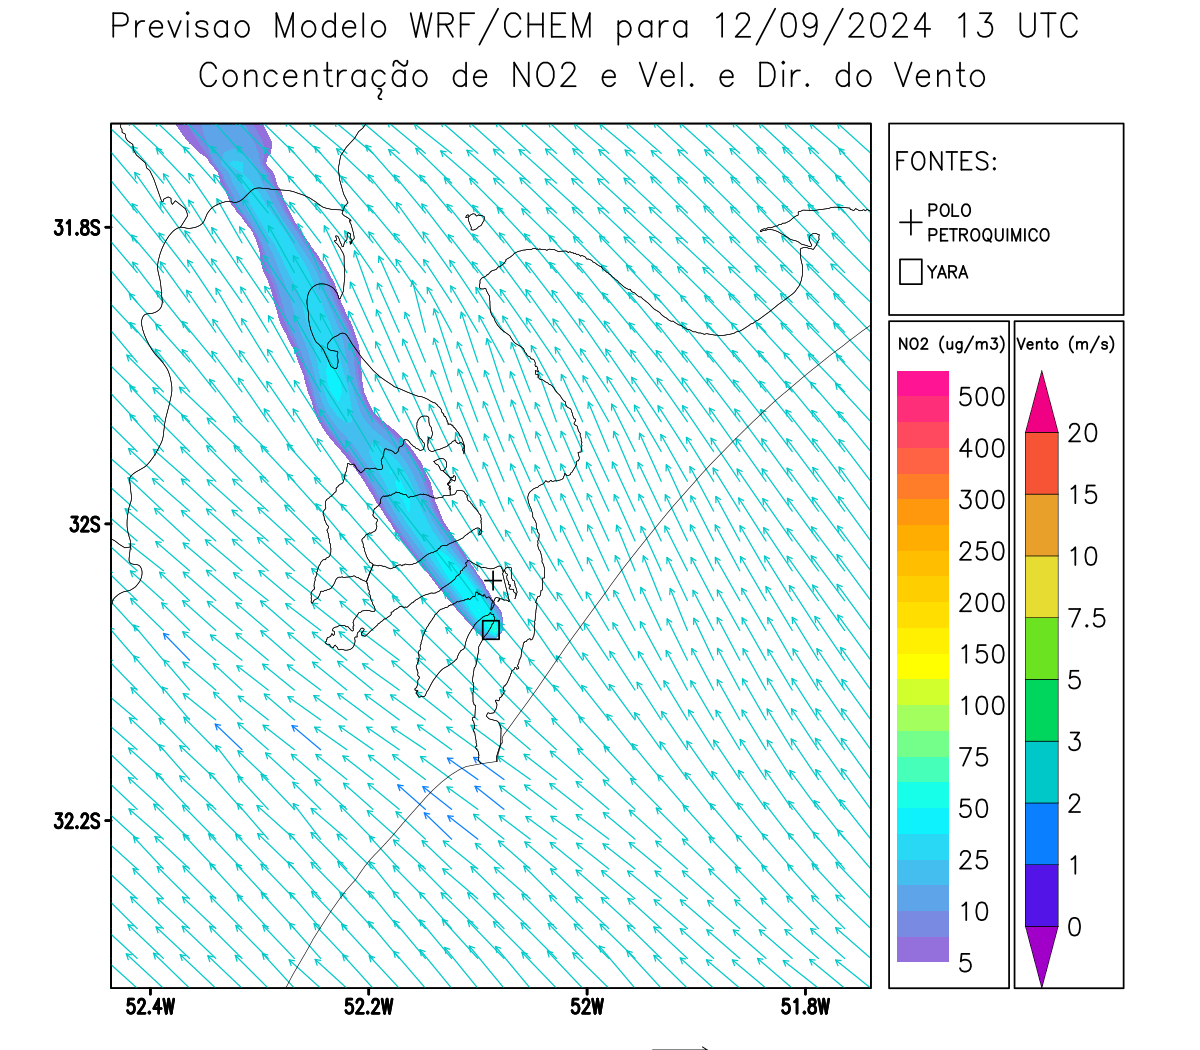 Previsao Modelo WRF/CHEM para 12/09/2024 13 UTC
Concentração de NO2 e Vel. e Dir. do Vento
FONTES:
POLO
PETROQUIMICO
YARA
NO2 (ug/m3)
500
400
300
250
200
150
100
75
50
25
10
5
Vento (m/s)
20
15
10
7.5
5
3
2
1
0
31.8S
32S
32.2S
52.4W
52.2W
52W
51.8W